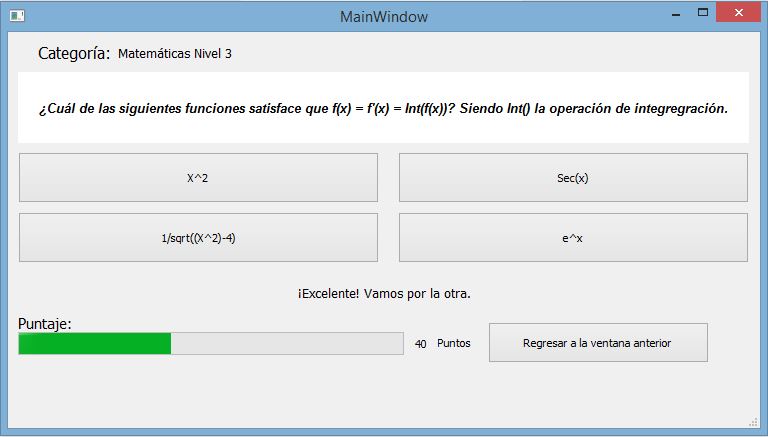 MainWindow
Categoría: Matemáticas Nivel 3
¿Cuál de las siguientes funciones satisface que f(x) = f'(x) = Int(f(x))? Siendo Int() la operación de integregración.
X^2
Sec(x)
1/sqrt((X^2)-4)
e^x
¡Excelente! Vamos por la otra.
Puntaje:
40 Puntos
Regresar a la ventana anterior